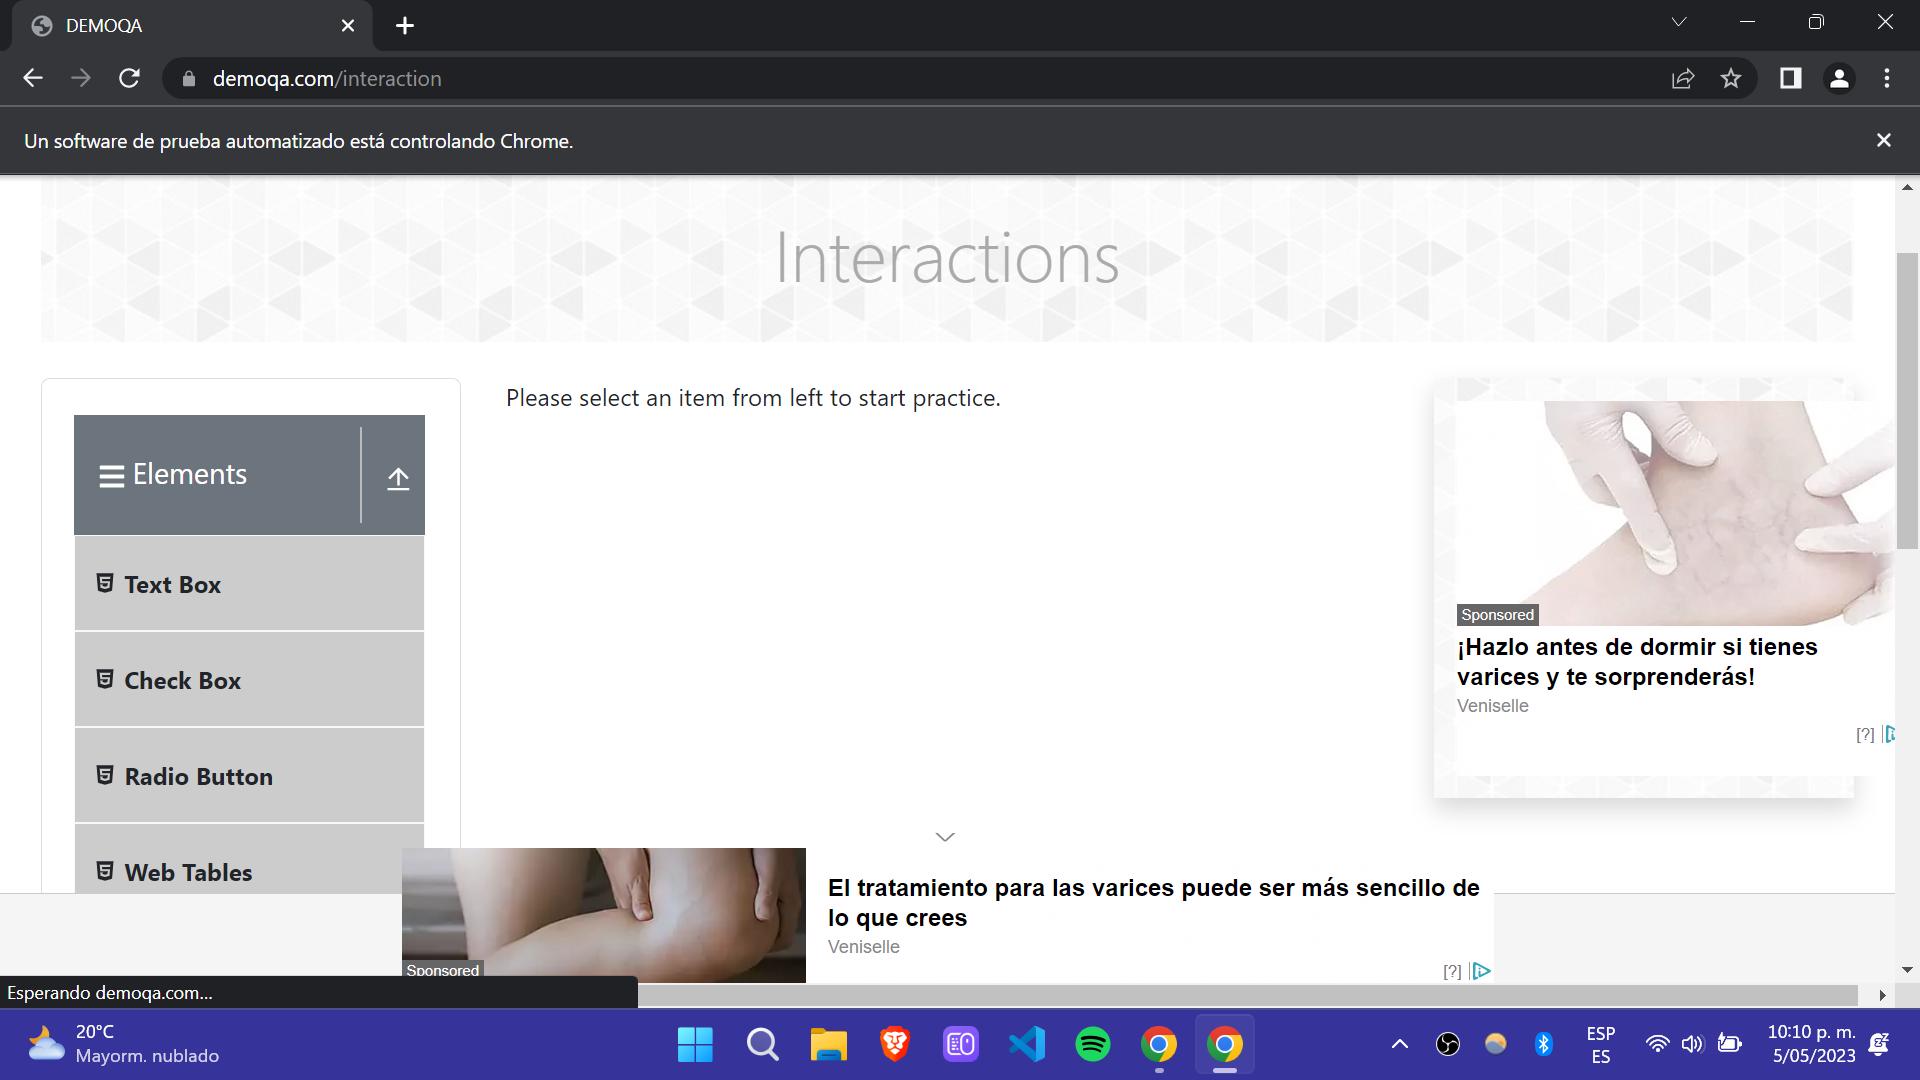 DEMOQA
demoqa.com/interaction
Un software de prueba automatizado está controlando Chrome.
Interactions
Elements
Text Box
Check Box
Radio Button
Web Tables
Please select an item from left to start practice.
Sponsored
¡Hazlo antes de dormir si tienes
varices y te sorprenderás!
Veniselle
[?]
Sponsored
El tratamiento para las varices puede ser más sencillo de
lo que crees
Veniselle
[?]
Esperando demoqa.com...
20°C
Mayorm. nublado
ESP
ES
10:10 p. m.
5/05/2023